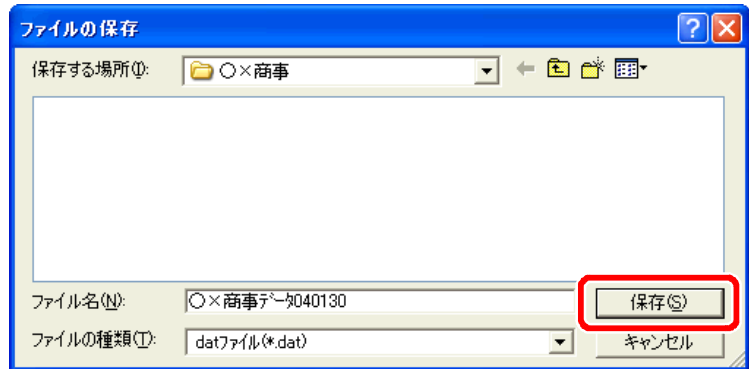 ファイルの保存
保存する場所(I):
○×商事
ファイル名(N):
○×商事ﾃﾞｰﾀ040130
保存(S)
ファイルの種類(T):
datファイル(*.dat)
キャンセル